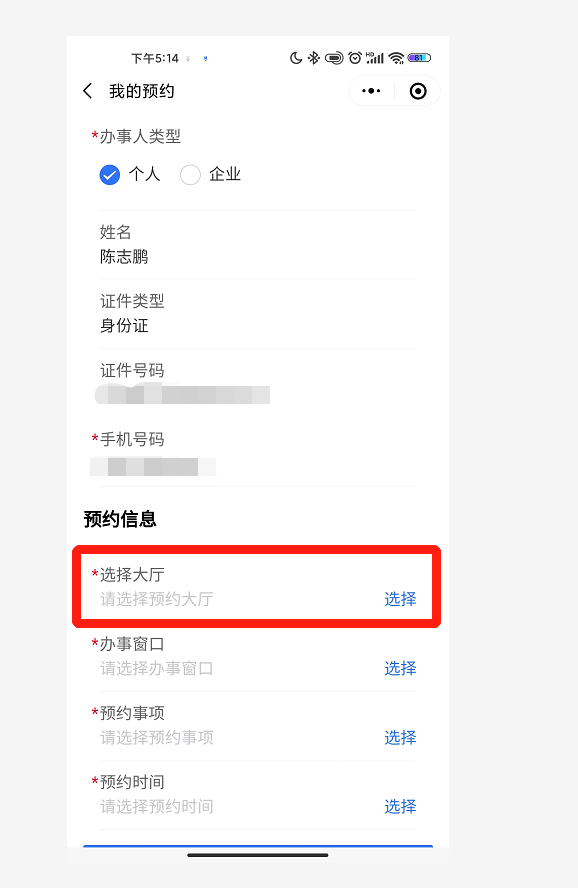 下午5:14
HD
81
我的预约
*办事人类型
个人 企业
姓名
陈志鹏
证件类型
身份证
证件号码
*手机号码
预约信息
*选择大厅
请选择预约大厅 选择
*办事窗口
请选择办事窗口 选择
*预约事项
请选择预约事项 选择
*预约时间
请选择预约时间 选择